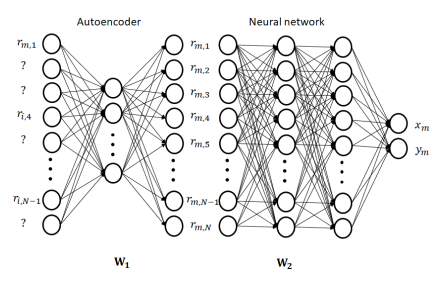 Autoencoder
Neural network
r_{m,1}
?
?
r_{i,4}
?
r_{i,N-1}
?
r_{m,1}
r_{m,2}
r_{m,3}
r_{m,4}
r_{m,5}
r_{m,N-1}
r_{m,N}
x_m
y_m
W_1
W_2